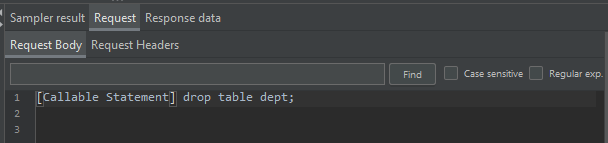 Sampler result Request Response data
Request Body Request Headers
Find Case sensitive Regular exp.
1 [Callable Statement] drop table dept;
2
3